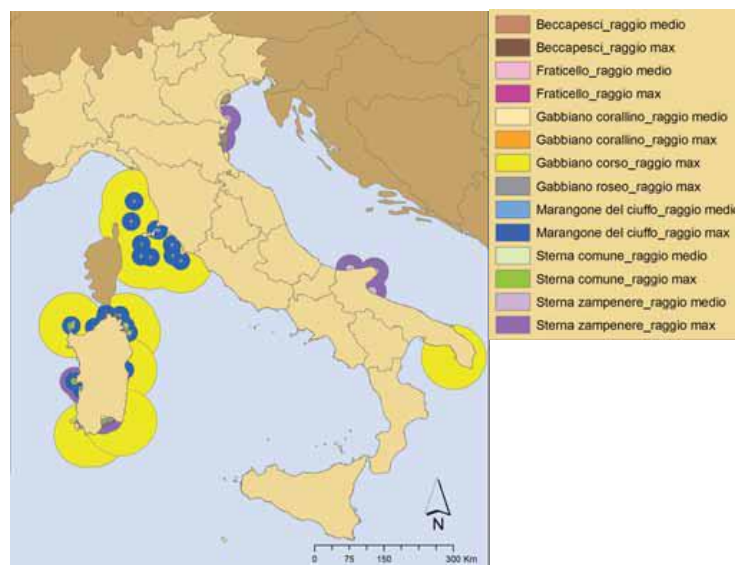 Beccapesci_raggio medio
Beccapesci_raggio max
Fraticello_raggio medio
Fraticello_raggio max
Gabbiano corallino_raggio medio
Gabbiano corallino_raggio max
Gabbiano corso_raggio max
Gabbiano roseo_raggio max
Marangone del ciuffo_raggio medio
Marangone del ciuffo_raggio max
Sterna comune_raggio medio
Sterna comune_raggio max
Sterna zampenere_raggio medio
Sterna zampenere_raggio max
N
0 75 150 300 Km